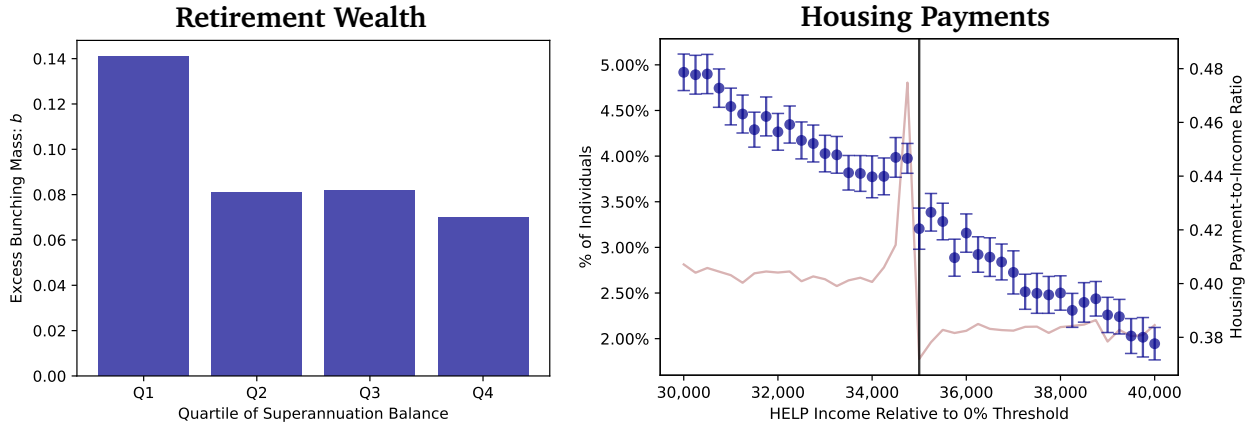 Retirement Wealth
Excess Bunching Mass: b
0.14
0.12
0.10
0.08
0.06
0.04
0.02
0.00
Q1 Q2 Q3 Q4
Quartile of Superannuation Balance
Housing Payments
% of Individuals
5.00%
4.50%
4.00%
3.50%
3.00%
2.50%
2.00%
0.48
0.46
0.44
0.42
0.40
0.38
Housing Payment-to-Income Ratio
30,000 32,000 34,000 36,000 38,000 40,000
HELP Income Relative to 0% Threshold